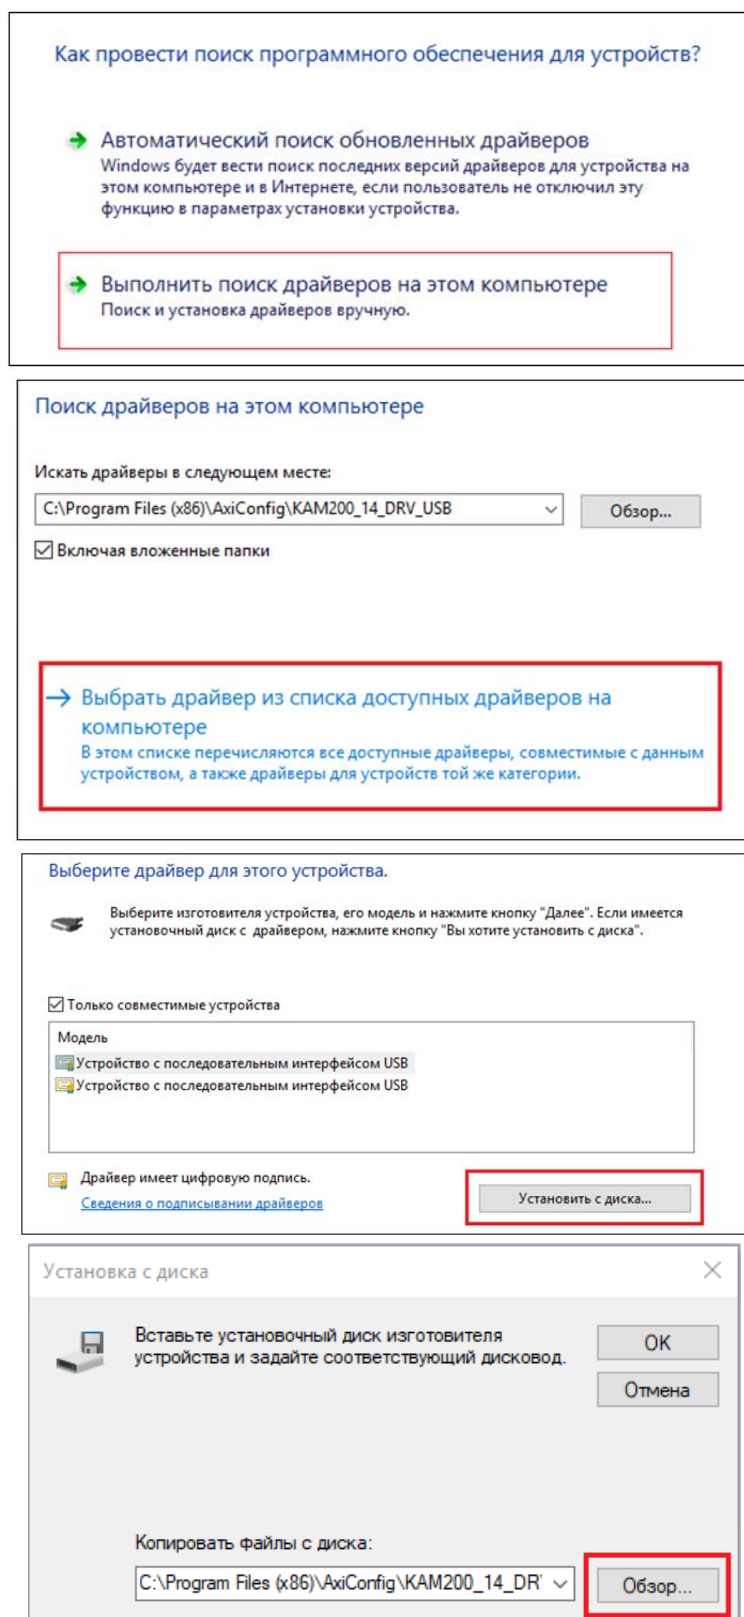 Как провести поиск программного обеспечения для устройств?
Автоматический поиск обновленных драйверов
Windows будет вести поиск последних версий драйверов для устройства на
этом компьютере и в Интернете, если пользователь не отключил эту
функцию в параметрах установки устройства.
Выполнить поиск драйверов на этом компьютере
Поиск и установка драйверов вручную.
Поиск драйверов на этом компьютере
Искать драйверы в следующем месте:
C:\Program Files (x86)\AxiConfig\KAM200_14_DRV_USB
Обзор...
Включая вложенные папки
Выбрать драйвер из списка доступных драйверов на
компьютере
В этом списке перечисляются все доступные драйверы, совместимые с данным
устройством, а также драйверы для устройств той же категории.
Выберите драйвер для этого устройства.
Выберите изготовителя устройства, его модель и нажмите кнопку "Далее". Если имеется
установочный диск с драйвером, нажмите кнопку "Вы хотите установить с диска".
Только совместимые устройства
Модель
Устройство с последовательным интерфейсом USB
Устройство с последовательным интерфейсом USB
Драйвер имеет цифровую подпись.
Сведения о подписывании драйверов
Установить с диска...
Установка с диска
Вставьте установочный диск изготовителя
устройства и задайте соответствующий дисковод.
OK
Отмена
Копировать файлы с диска:
C:\Program Files (x86)\AxiConfig\KAM200_14_DR
Обзор...